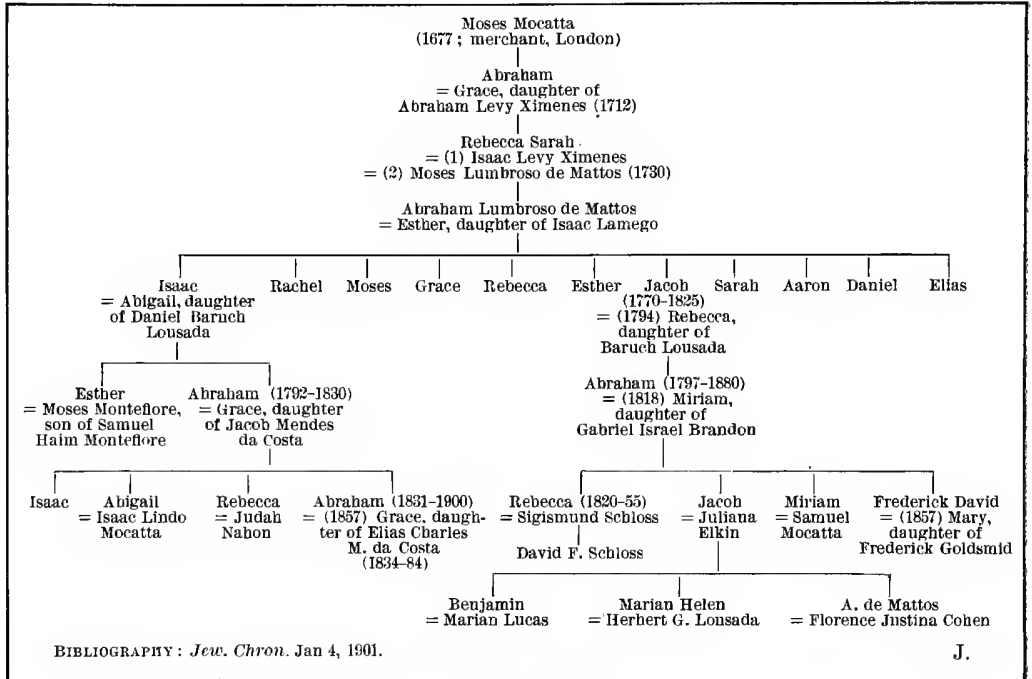 Moses Mocatta
(1677; merchant, London)
Abraham
= Grace, daughter of
Abraham Levy Ximenes (1712)
Rebecca Sarah
= (1) Isaac Levy Ximenes
= (2) Moses Lumbroso de Mattos (1730)
Abraham Lumbroso de Mattos
= Esther, daughter of Isaac Lamego
Isaac
= Abigail, daughter
of Daniel Baruch
Lousada
Rachel
Moses
Grace
Rebecca
Esther
Jacob
(1770-1825)
= (1794) Rebecca,
daughter of
Baruch Lousada
Sarah
Aaron
Daniel
Elias
Esther
= Moses Montefiore,
son of Samuel
Haim Montefiore
Abraham (1792-1830)
= Grace, daughter
of Jacob Mendes
da Costa
Abraham (1797-1880)
= (1818) Miriam,
daughter of
Gabriel Israel Brandon
Isaac
Abigail
= Isaac Lindo
Mocatta
Rebecca
= Judah
Nahon
Abraham (1831-1900)
= (1857) Grace, daugh-
ter of Elias Charles
M. da Costa
(1834-84)
Rebecca (1820-55)
= Sigismund Schloss
David F. Schloss
Jacob
= Juliana
Elkin
Miriam
= Samuel
Mocatta
Frederick David
= (1857) Mary,
daughter of
Frederick Goldsmid
Benjamin
= Marian Lucas
Marian Helen
= Herbert G. Lousada
A. de Mattos
= Florence Justina Cohen
BIBLIOGRAPHY: Jew. Chron. Jan 4, 1901.
J.